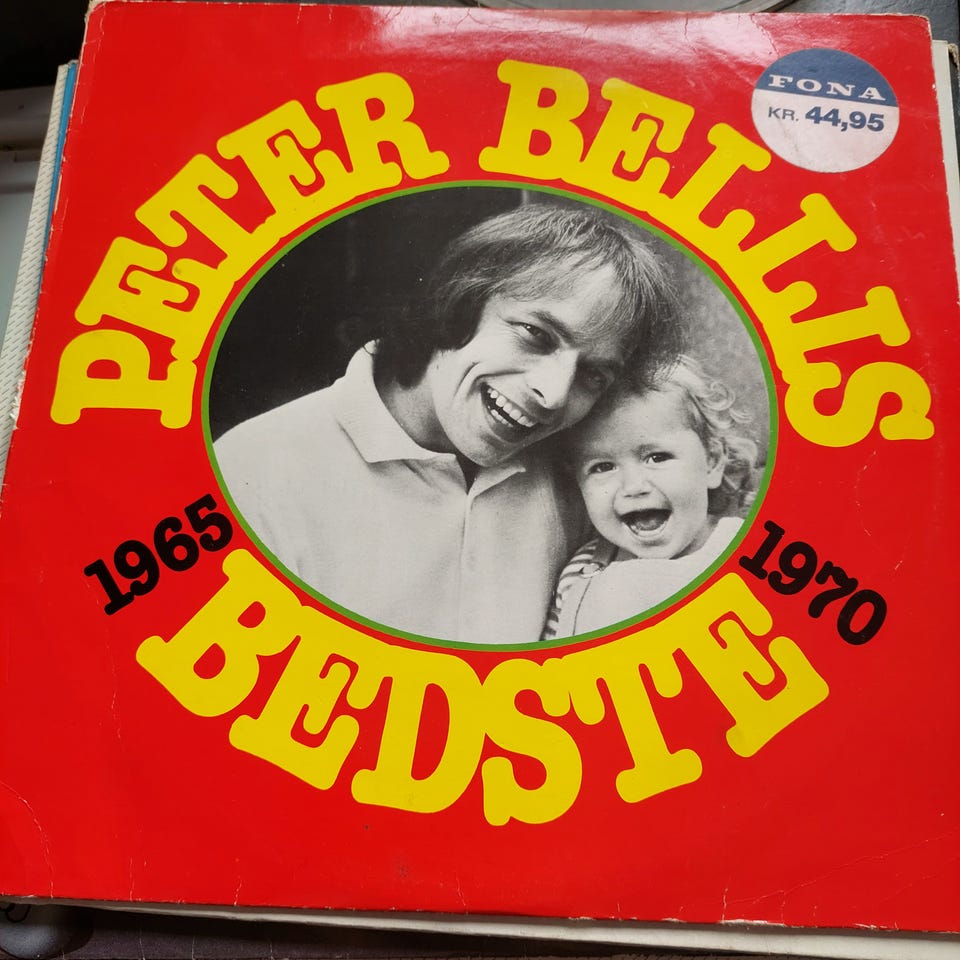 PETER BELLIS
FONA
KR. 44,95
1965
1970
BEDSTE